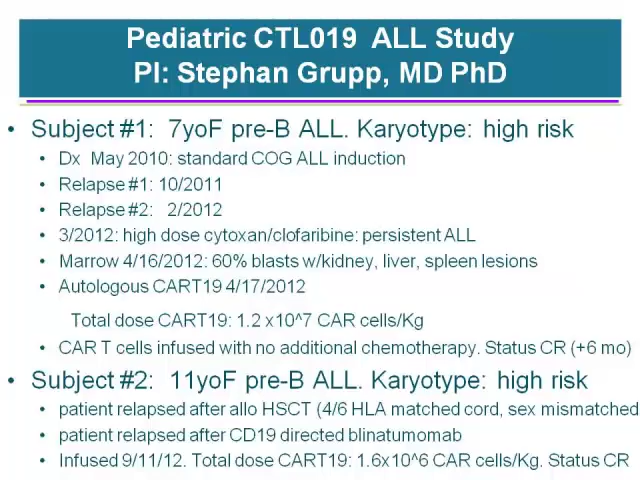 Pediatric CTL019 ALL Study
PI: Stephan Grupp, MD PhD
• Subject #1: 7yoF pre-B ALL. Karyotype: high risk
• Dx May 2010: standard COG ALL induction
• Relapse #1: 10/2011
• Relapse #2: 2/2012
• 3/2012: high dose cytoxan/clofaribine: persistent ALL
• Marrow 4/16/2012: 60% blasts w/kidney, liver, spleen lesions
• Autologous CART19 4/17/2012
Total dose CART19: 1.2 x10^7 CAR cells/Kg
• CAR T cells infused with no additional chemotherapy. Status CR (+6 mo)
• Subject #2: 11yoF pre-B ALL. Karyotype: high risk
• patient relapsed after allo HSCT (4/6 HLA matched cord, sex mismatched
• patient relapsed after CD19 directed blinatumomab
• Infused 9/11/12. Total dose CART19: 1.6x10^6 CAR cells/Kg. Status CR